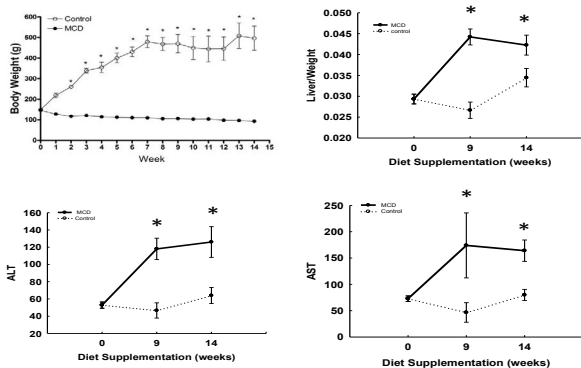 Control
MCD
Body Weight (g)
800
600
400
200
0
* * * * * * * * * * * * *
0 1 2 3 4 5 6 7 8 9 10 11 12 13 14 15
Week
MCD
control
Liver/Weight
0.050
0.045
0.040
0.035
0.030
0.025
0.020
* *
0 9 14
Diet Supplementation (weeks)
MCD
Control
ALT
160
140
120
100
80
60
40
20
* *
0 9 14
Diet Supplementation (weeks)
MCD
Control
AST
250
200
150
100
50
0
* *
0 9 14
Diet Supplementation (weeks)